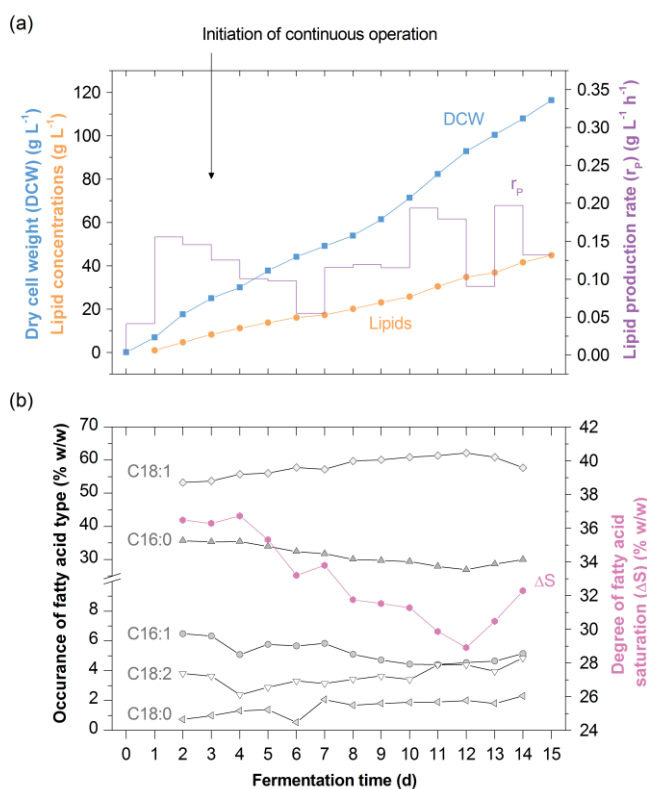 (a)
Initiation of continuous operation
Dry cell weight (DCW) (g L⁻¹)
Lipid concentrations (g L⁻¹)
120
100
80
60
40
20
0
DCW
r_P
Lipids
0.35
0.30
0.25
0.20
0.15
0.10
0.05
0.00
Lipid production rate (r_P) (g L⁻¹ h⁻¹)
(b)
Occurance of fatty acid type (% w/w)
70
60
50
40
30
8
6
4
2
0
C18:1
C16:0
C16:1
C18:2
C18:0
ΔS
42
40
38
36
34
32
30
28
26
24
Degree of fatty acid
saturation (ΔS) (% w/w)
0 1 2 3 4 5 6 7 8 9 10 11 12 13 14 15
Fermentation time (d)